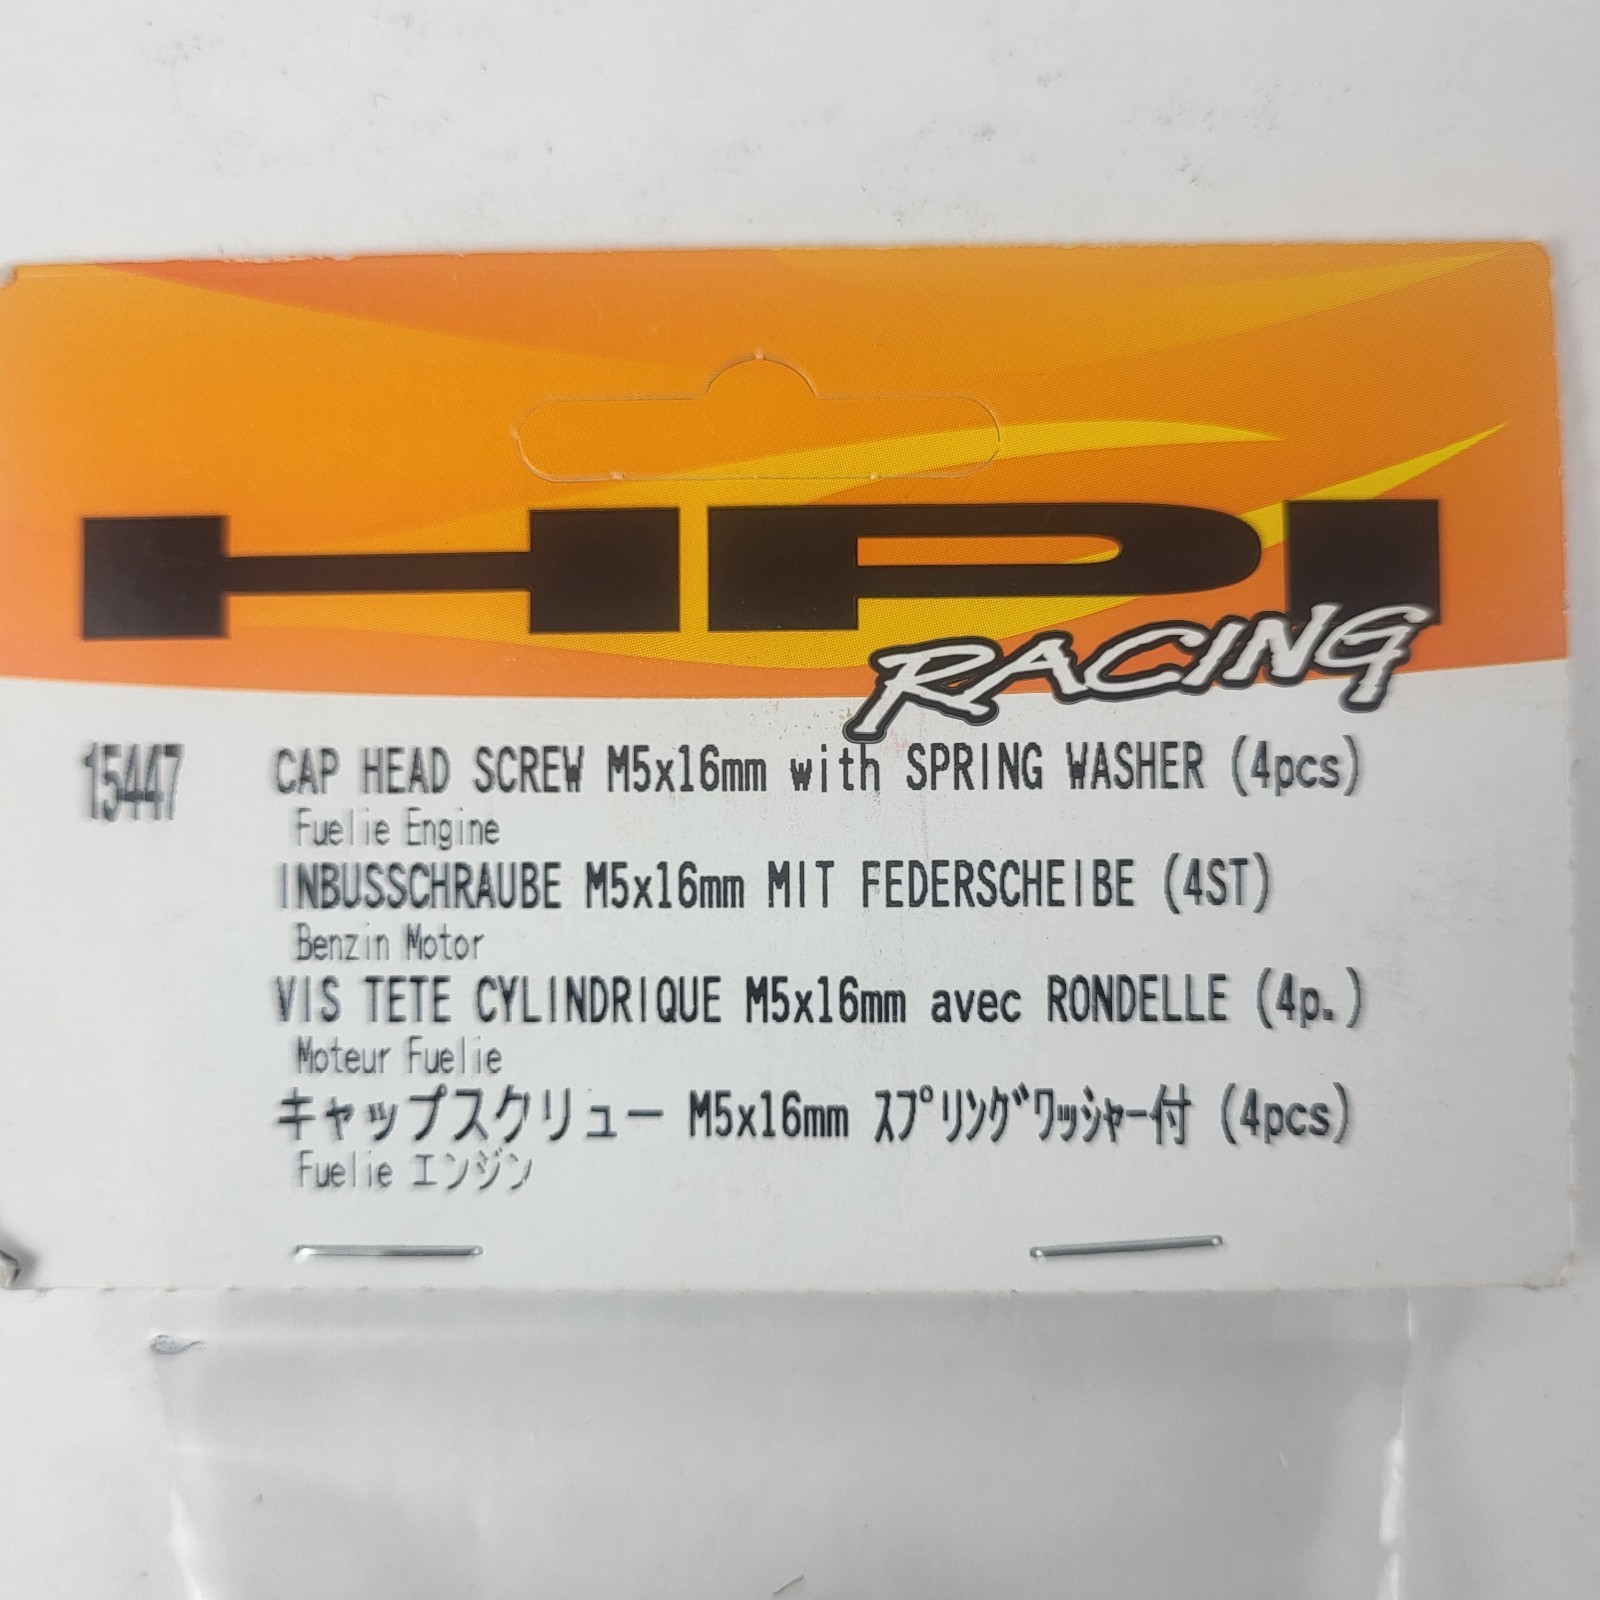 HPI
RACING
15447 CAP HEAD SCREW M5x16mm with SPRING WASHER (4pcs)
Fuelie Engine
INBUSSCHRAUBE M5x16mm MIT FEDERSCHEIBE (4ST)
Benzin Motor
VIS TETE CYLINDRIQUE M5x16mm avec RONDELLE (4p.)
Moteur Fuelie
キャップスクリュー M5x16mm ｽﾌﾟﾘﾝｸﾞﾜｯｼｬｰ付 (4pcs)
Fuelie エンジン